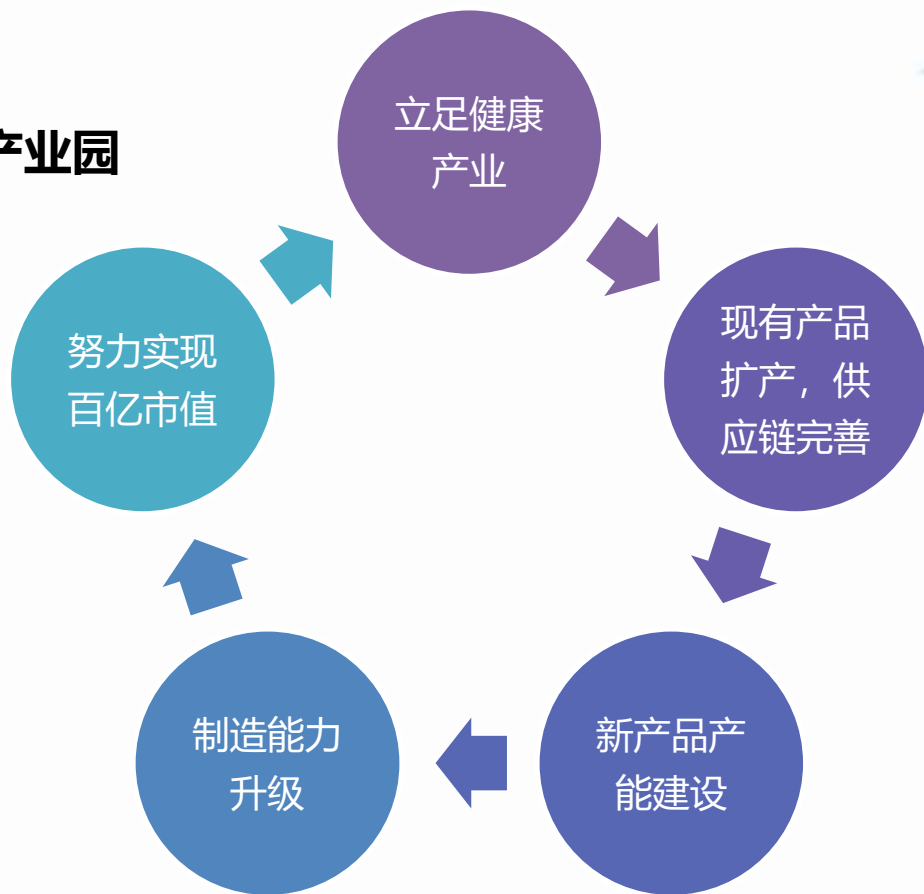 产业园
立足健康
产业
现有产品
扩产，供
应链完善
新产品产
能建设
制造能力
升级
努力实现
百亿市值